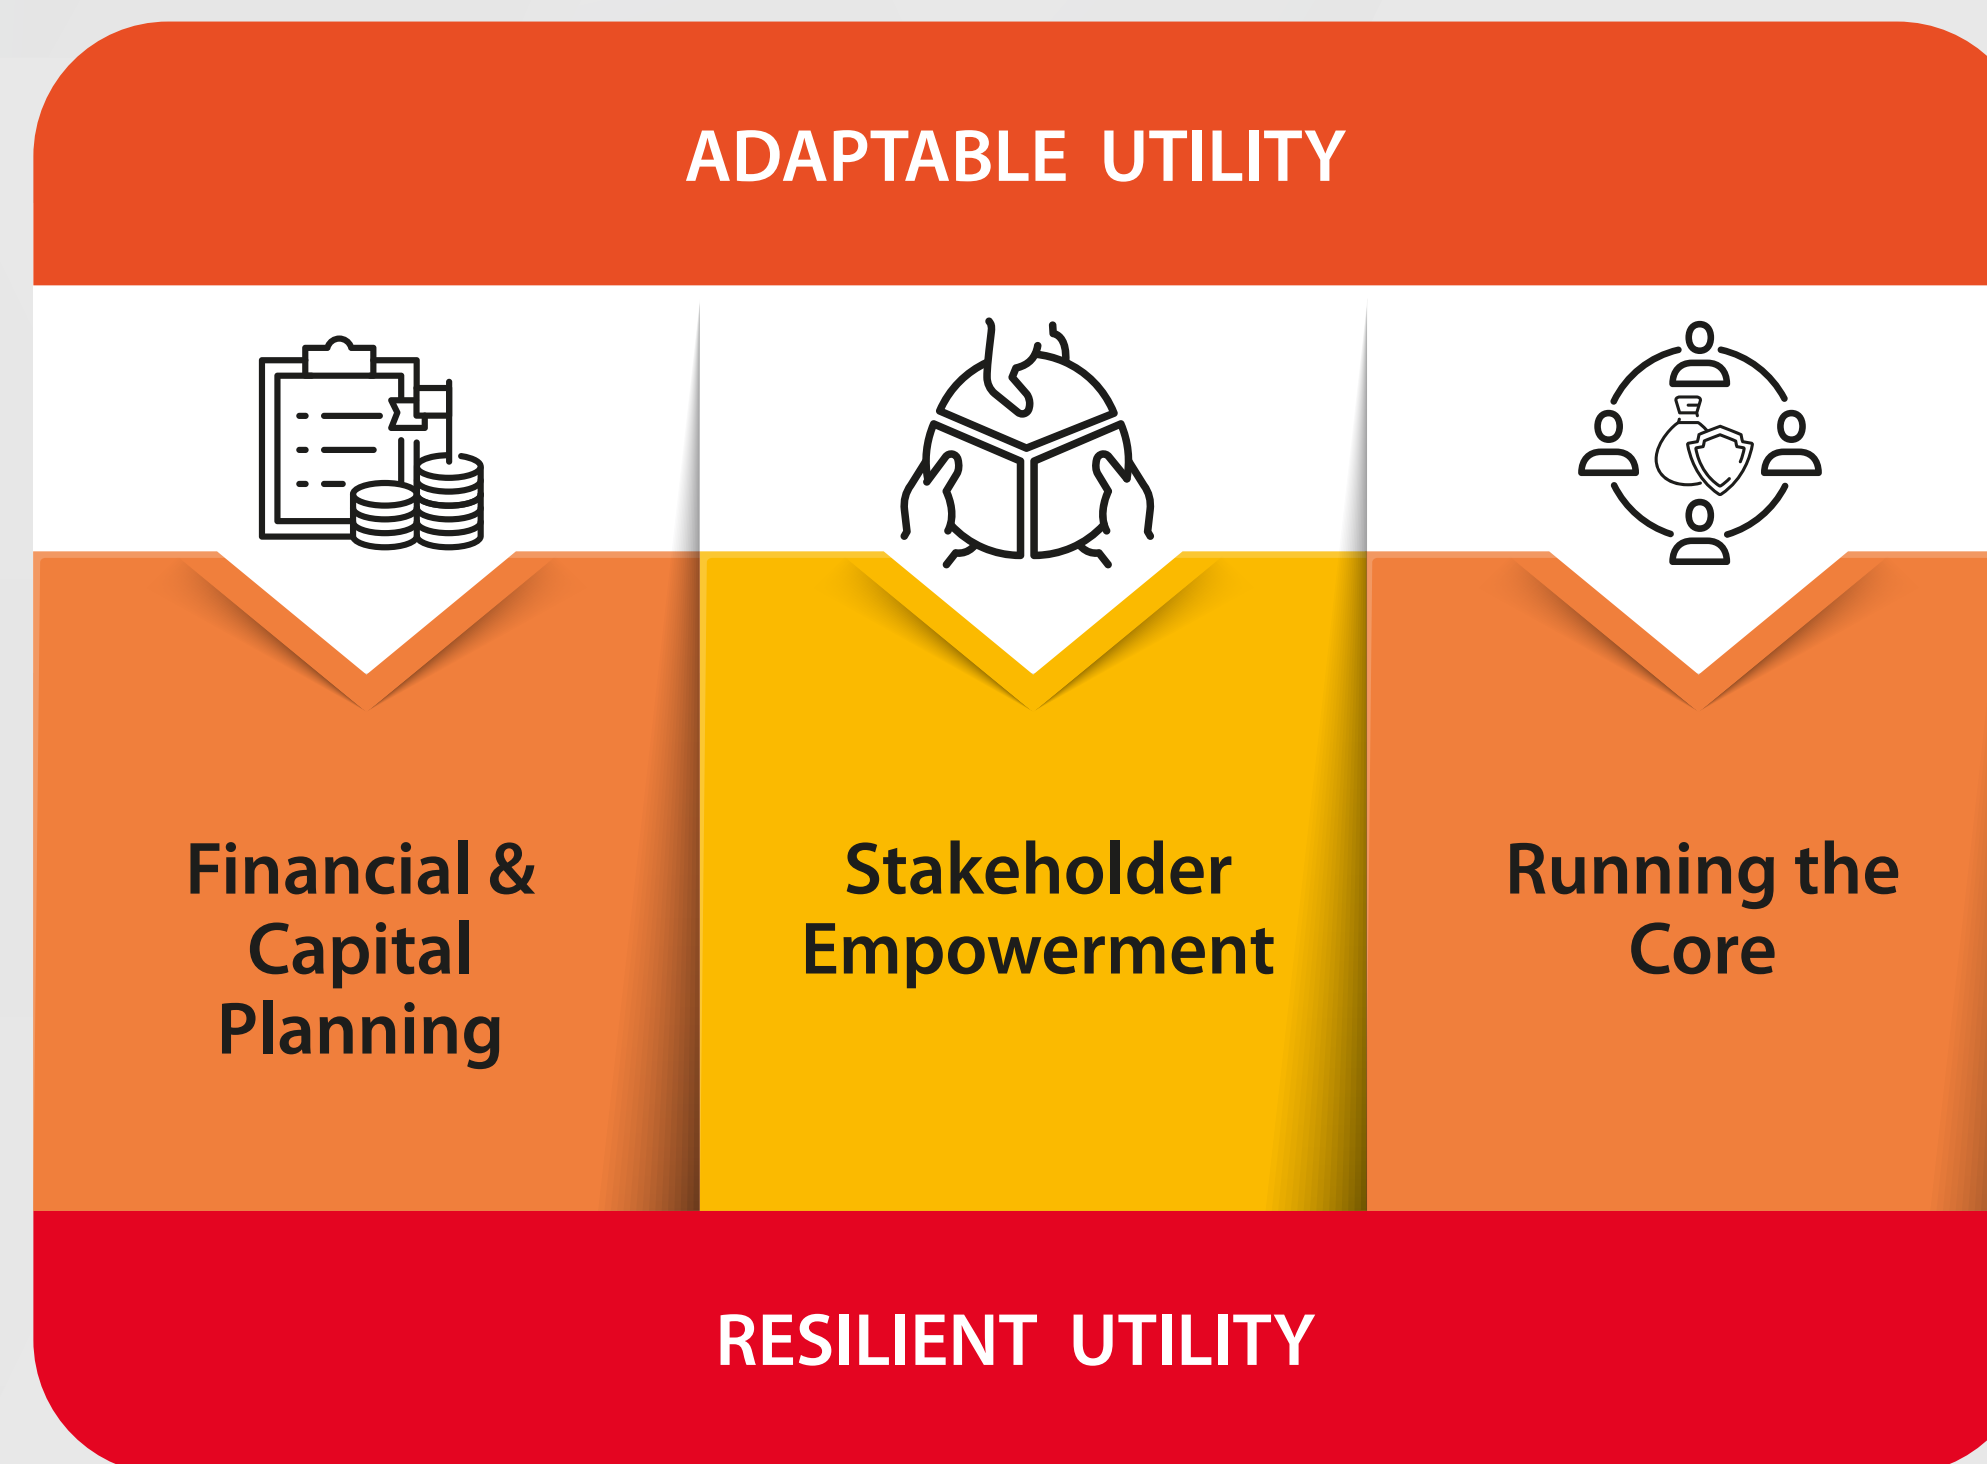 ADAPTABLE UTILITY
Financial &
Capital
Planning
Stakeholder
Empowerment
Running the
Core
RESILIENT UTILITY